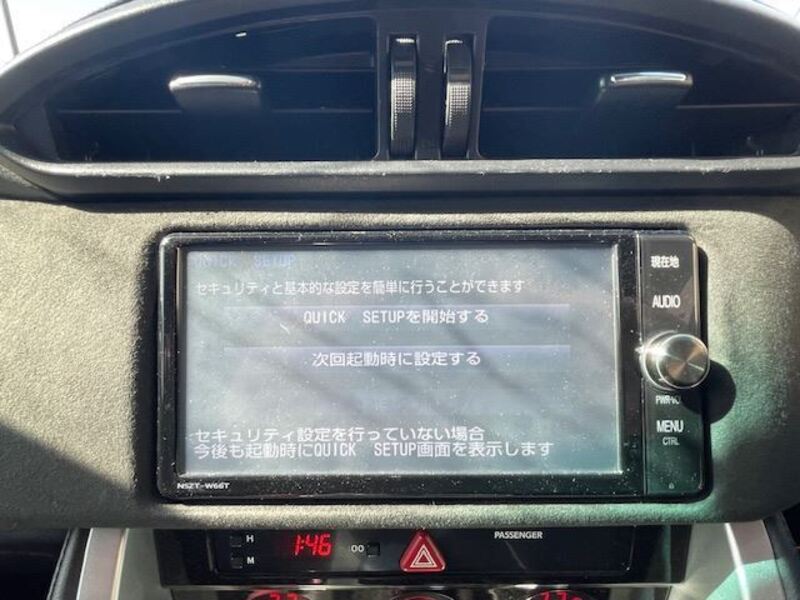 QUICK SETUP
セキュリティと基本的な設定を簡単に行うことができます
QUICK SETUPを開始する
次回起動時に設定する
セキュリティ設定を行っていない場合
今後も起動時にQUICK SETUP画面を表示します
NSZT-W66T
現在地
AUDIO
PWR•VOL
MENU
CTRL
H
M
1:46
:00
PASSENGER